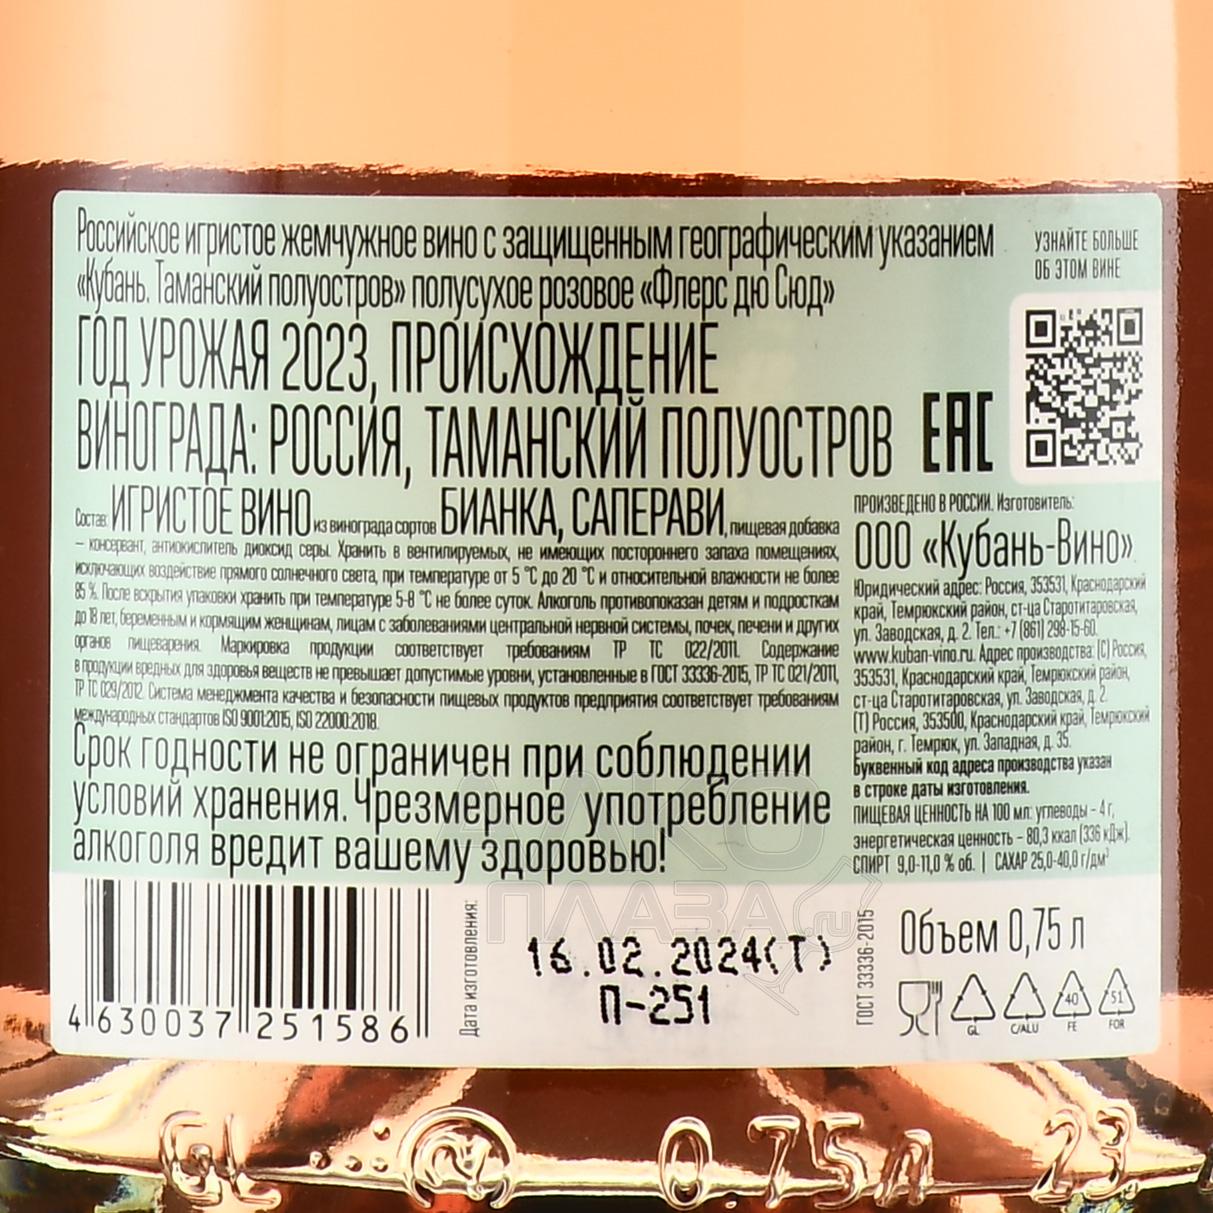 Российское игристое жемчужное вино с защищенным географическим указанием
«Кубань. Таманский полуостров» полусухое розовое «Флерс дю Сюд»
ГОД УРОЖАЯ 2023, ПРОИСХОЖДЕНИЕ
ВИНОГРАДА: РОССИЯ, ТАМАНСКИЙ ПОЛУОСТРОВ
Состав: ИГРИСТОЕ ВИНО из винограда сортов БИАНКА, САПЕРАВИ, пищевая добавка
– консервант, антиокислитель диоксид серы. Хранить в вентилируемых, не имеющих постороннего запаха помещениях,
исключающих воздействие прямого солнечного света, при температуре от 5 °С до 20 °С и относительной влажности не более
85 %. После вскрытия упаковки хранить при температуре 5-8 °С не более суток. Алкоголь противопоказан детям и подросткам
до 18 лет, беременным и кормящим женщинам, лицам с заболеваниями центральной нервной системы, почек, печени и других
органов пищеварения. Маркировка продукции соответствует требованиям ТР ТС 022/2011. Содержание
в продукции вредных для здоровья веществ не превышает допустимые уровни, установленные в ГОСТ 33336-2015, ТР ТС 021/2011,
ТР ТС 029/2012. Система менеджмента качества и безопасности пищевых продуктов предприятия соответствует требованиям
международных стандартов ISO 9001:2015, ISO 22000:2018.
Срок годности не ограничен при соблюдении
условий хранения. Чрезмерное употребление
алкоголя вредит вашему здоровью!
УЗНАЙТЕ БОЛЬШЕ
ОБ ЭТОМ ВИНЕ
ЕАС
ПРОИЗВЕДЕНО В РОССИИ. Изготовитель:
ООО «Кубань-Вино»
Юридический адрес: Россия, 353531, Краснодарский
край, Темрюкский район, ст-ца Старотитаровская,
ул. Заводская, д. 2. Тел.: +7 (861) 298-15-60.
www.kuban-vino.ru. Адрес производства: (С) Россия,
353531, Краснодарский край, Темрюкский район,
ст-ца Старотитаровская, ул. Заводская, д. 2.
(Т) Россия, 353500, Краснодарский край, Темрюкский
район, г. Темрюк, ул. Западная, д. 35.
Буквенный код адреса производства указан
в строке даты изготовления.
ПИЩЕВАЯ ЦЕННОСТЬ НА 100 мл: углеводы – 4 г,
энергетическая ценность – 80,3 ккал (336 кДж).
СПИРТ 9,0-11,0 % об. | САХАР 25,0-40,0 г/дм³
4 630037 251586
Дата изготовления:
16.02.2024(Т)
П-251
ГОСТ 33336-2015
Объем 0,75 л
GL
C/ALU
40
FE
51
FOR
АЛКО
ПЛАЗА.ru
GL 0.75л 23.